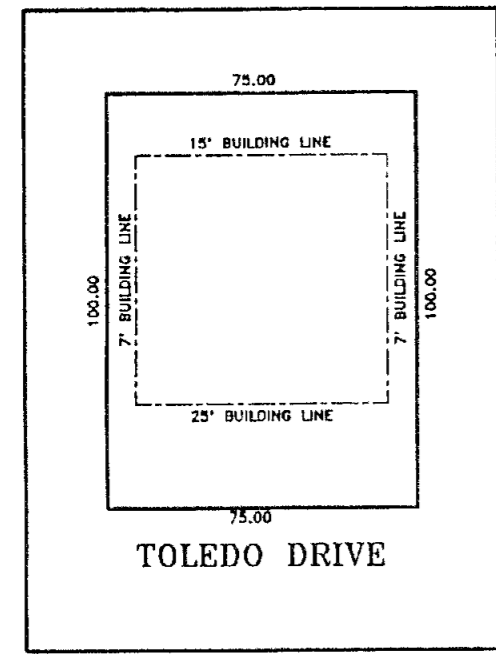 75.00
15' BUILDING LINE
100.00
7' BUILDING LINE
7' BUILDING LINE
100.00
25' BUILDING LINE
75.00
TOLEDO DRIVE